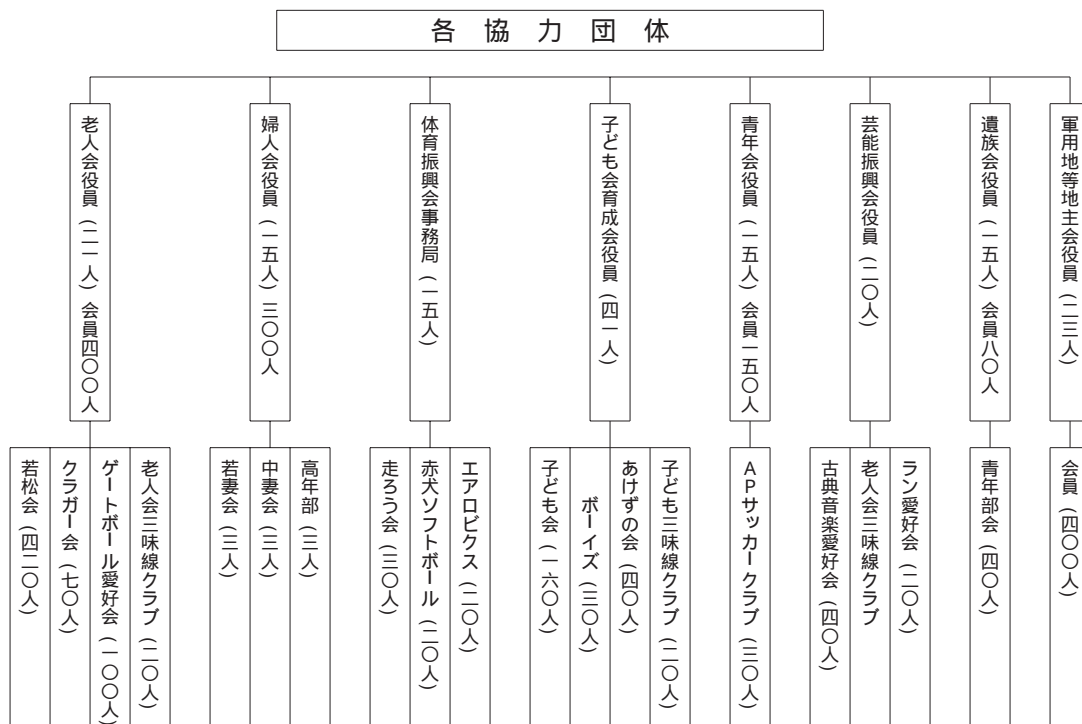 各協力団体
軍用地等地主会役員（二三人）
遺族会役員（一五人）会員八〇人
芸能振興会役員（二〇人）
青年会役員（一五人）会員一五〇人
子ども会育成会役員（四一人）
体育振興会事務局（一五人）
婦人会役員（一五人）三〇〇人
老人会役員（二一人）会員四〇〇人
会員（四〇〇人）
青年部会（四〇人）
ラン愛好会（二〇人）
老人会三味線クラブ
古典音楽愛好会（四〇人）
APサッカークラブ（三〇人）
子ども三味線クラブ（二〇人）
あけずの会（四〇人）
ボーイズ（三〇人）
子ども会（一六〇人）
エアロビクス（二〇人）
赤犬ソフトボール（二〇人）
走ろう会（三〇人）
高年部（三人）
中妻会（三人）
若妻会（三人）
老人会三味線クラブ（二〇人）
ゲートボール愛好会（一〇〇人）
クラガー会（七〇人）
若松会（四二〇人）